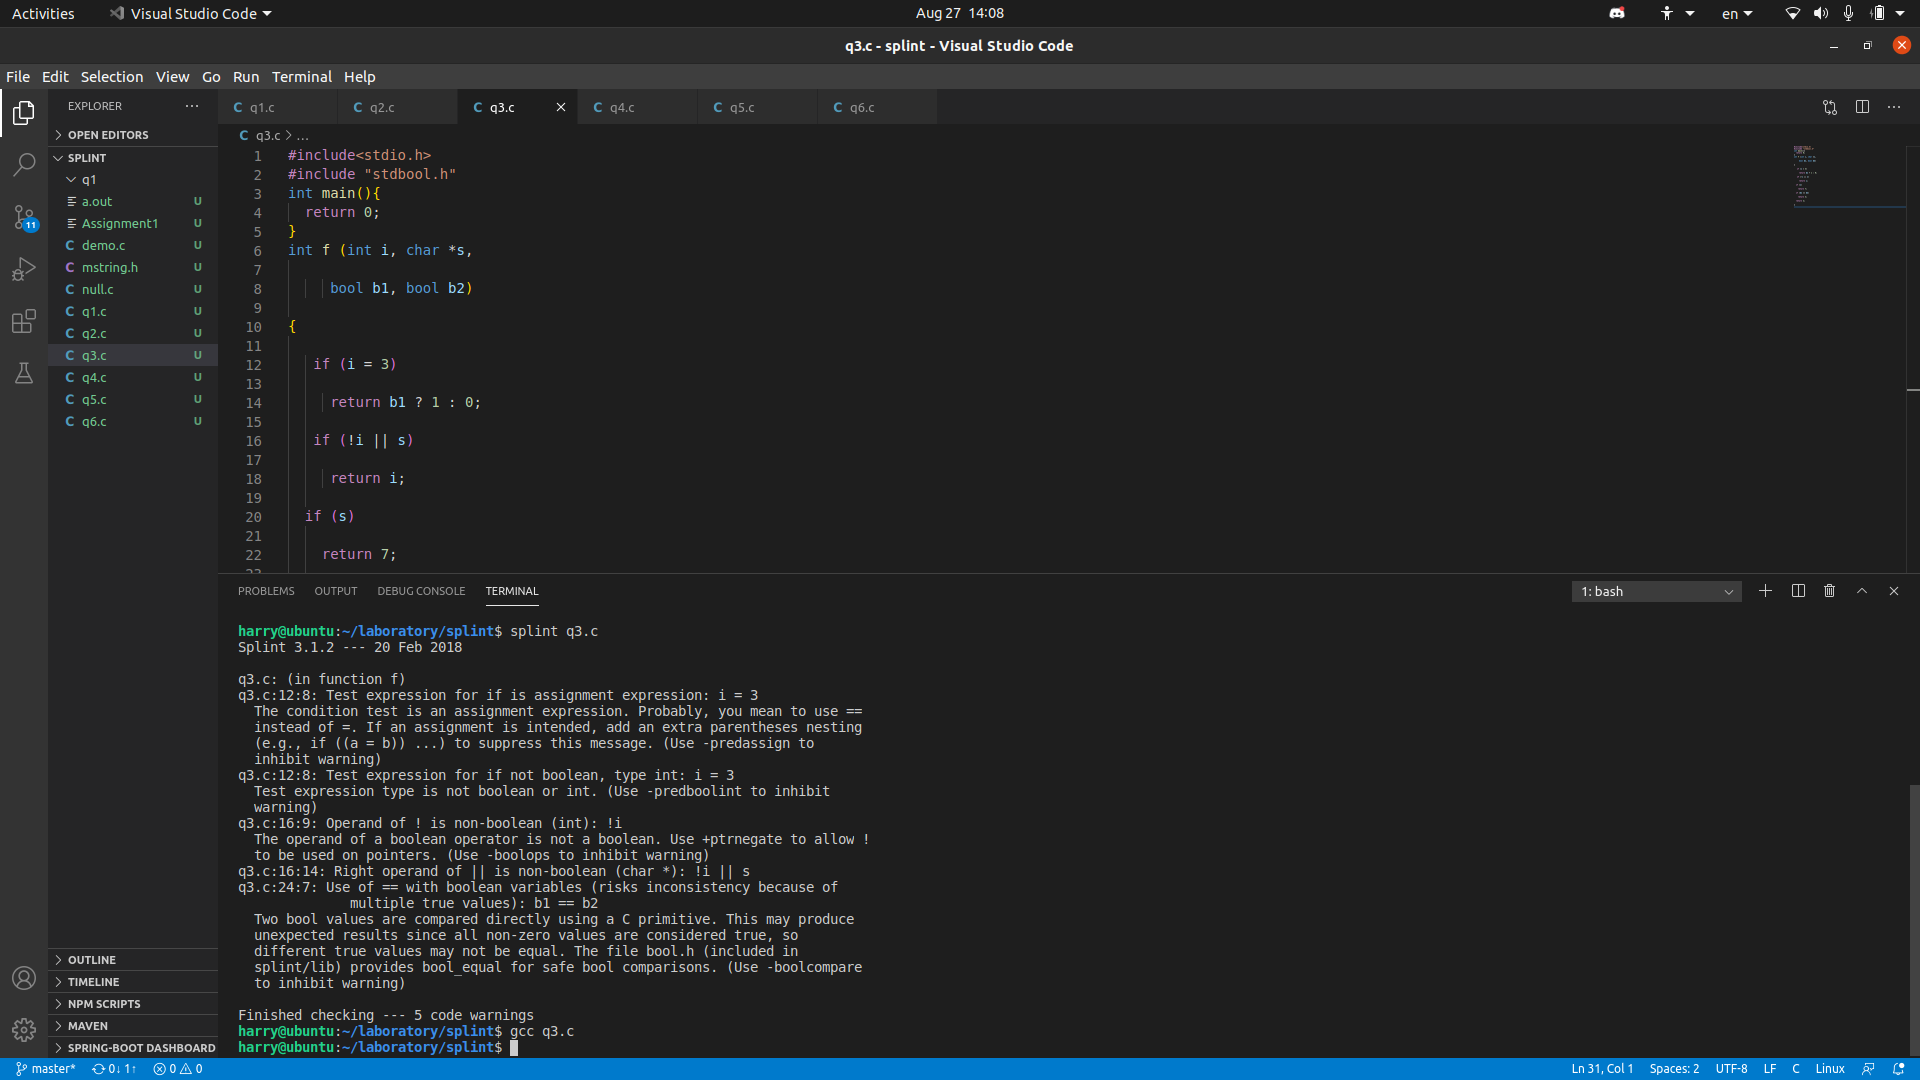 Activities
Visual Studio Code
Aug 27 14:08
en
q3.c - splint - Visual Studio Code
File Edit Selection View Go Run Terminal Help
EXPLORER
OPEN EDITORS
SPLINT
q1
a.out U
Assignment1 U
demo.c U
mstring.h U
null.c U
q1.c U
q2.c U
q3.c U
q4.c U
q5.c U
q6.c U
11
OUTLINE
TIMELINE
NPM SCRIPTS
MAVEN
SPRING-BOOT DASHBOARD
C q1.c C q2.c C q3.c C q4.c C q5.c C q6.c
C q3.c > ...
1 #include<stdio.h>
2 #include "stdbool.h"
3 int main(){
4 return 0;
5 }
6 int f (int i, char *s,
7
8 bool b1, bool b2)
9
10 {
11
12 if (i = 3)
13
14 return b1 ? 1 : 0;
15
16 if (!i || s)
17
18 return i;
19
20 if (s)
21
22 return 7;
PROBLEMS OUTPUT DEBUG CONSOLE TERMINAL
1: bash
harry@ubuntu:~/laboratory/splint$ splint q3.c
Splint 3.1.2 --- 20 Feb 2018
q3.c: (in function f)
q3.c:12:8: Test expression for if is assignment expression: i = 3
The condition test is an assignment expression. Probably, you mean to use ==
instead of =. If an assignment is intended, add an extra parentheses nesting
(e.g., if ((a = b)) ...) to suppress this message. (Use -predassign to
inhibit warning)
q3.c:12:8: Test expression for if not boolean, type int: i = 3
Test expression type is not boolean or int. (Use -predboolint to inhibit
warning)
q3.c:16:9: Operand of ! is non-boolean (int): !i
The operand of a boolean operator is not a boolean. Use +ptrnegate to allow !
to be used on pointers. (Use -boolops to inhibit warning)
q3.c:16:14: Right operand of || is non-boolean (char *): !i || s
q3.c:24:7: Use of == with boolean variables (risks inconsistency because of
multiple true values): b1 == b2
Two bool values are compared directly using a C primitive. This may produce
unexpected results since all non-zero values are considered true, so
different true values may not be equal. The file bool.h (included in
splint/lib) provides bool_equal for safe bool comparisons. (Use -boolcompare
to inhibit warning)
Finished checking --- 5 code warnings
harry@ubuntu:~/laboratory/splint$ gcc q3.c
harry@ubuntu:~/laboratory/splint$
master* 0↓ 1↑ 0 0
Ln 31, Col 1 Spaces: 2 UTF-8 LF C Linux